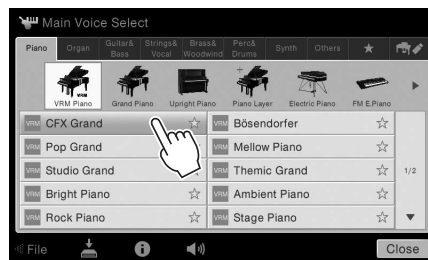 Main Voice Select
Piano Organ Guitar& Bass Strings& Vocal Brass& Woodwind Perc& Drums Synth Others
VRM
VRM Piano Grand Piano Upright Piano Piano Layer Electric Piano FM E.Piano
VRM CFX Grand VRM Bösendorfer
VRM Pop Grand VRM Mellow Piano
VRM Studio Grand VRM Themic Grand 1/2
VRM Bright Piano VRM Ambient Piano
VRM Rock Piano VRM Stage Piano
File Close